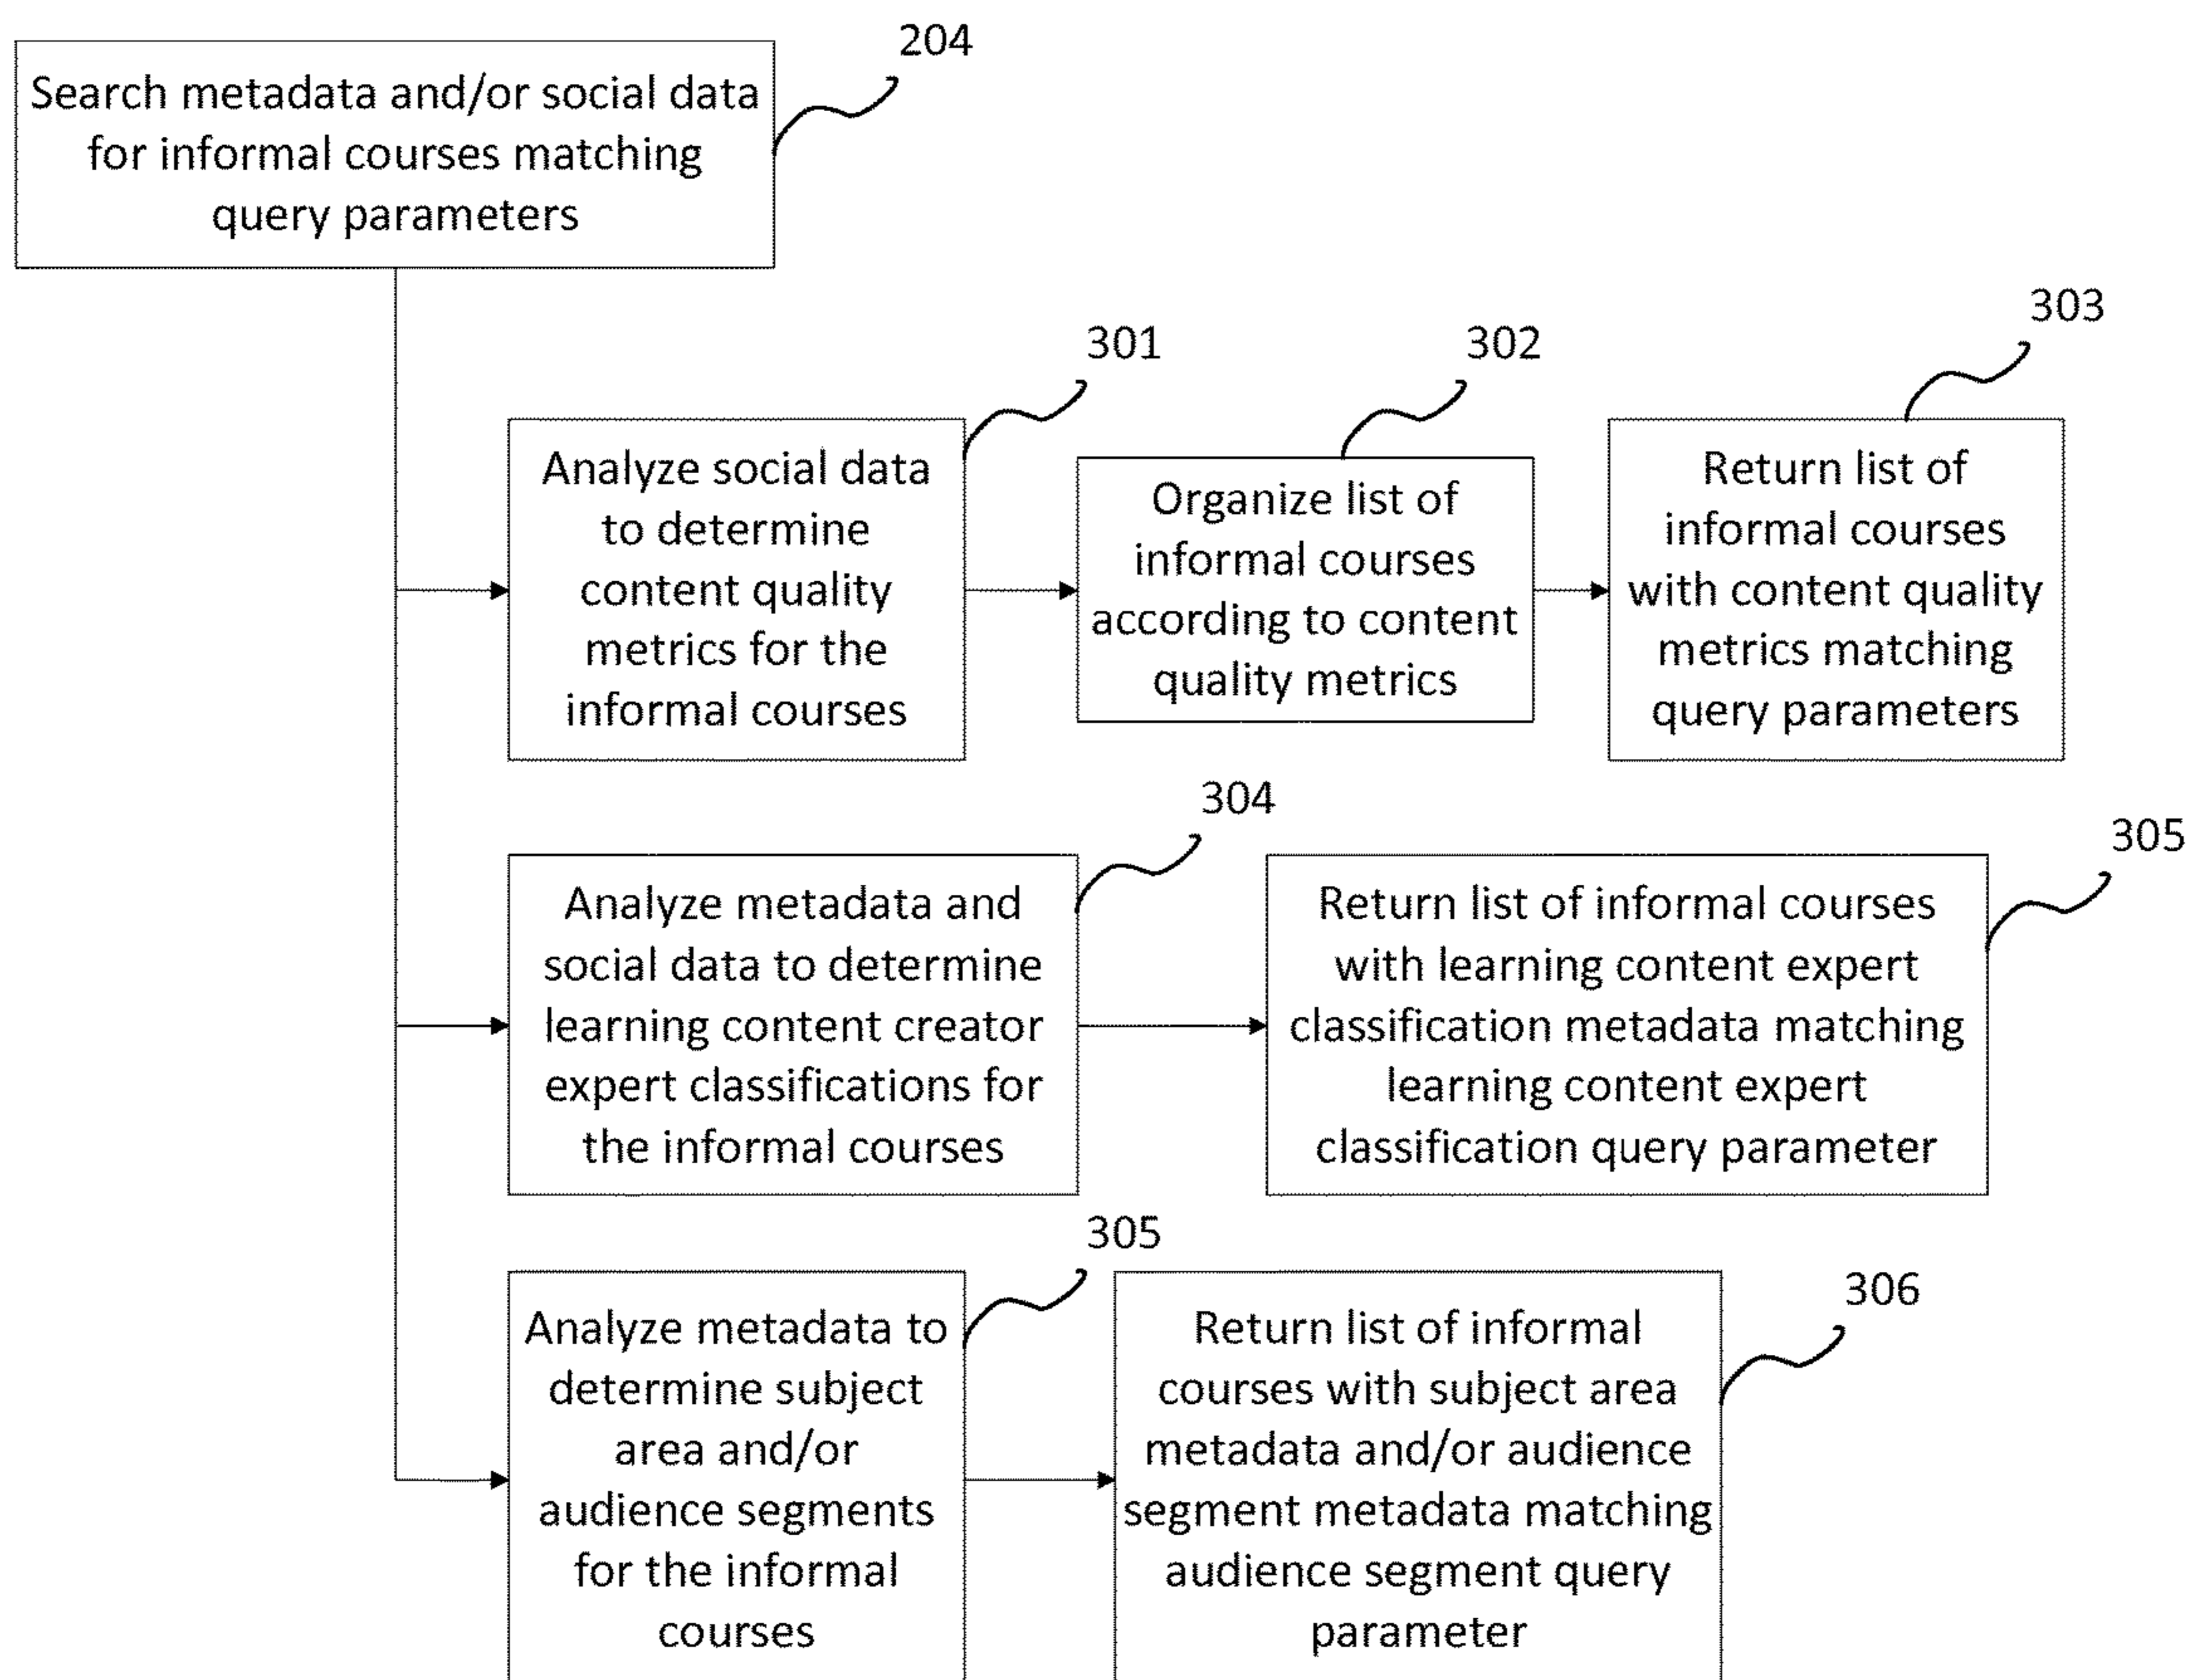 204
Search metadata and/or social data
for informal courses matching
query parameters
301
Analyze social data
to determine
content quality
metrics for the
informal courses
302
Organize list of
informal courses
according to content
quality metrics
303
Return list of
informal courses
with content quality
metrics matching
query parameters
304
Analyze metadata and
social data to determine
learning content creator
expert classifications for
the informal courses
305
Return list of informal courses
with learning content expert
classification metadata matching
learning content expert
classification query parameter
305
Analyze metadata to
determine subject
area and/or
audience segments
for the informal
courses
306
Return list of informal
courses with subject area
metadata and/or audience
segment metadata matching
audience segment query
parameter